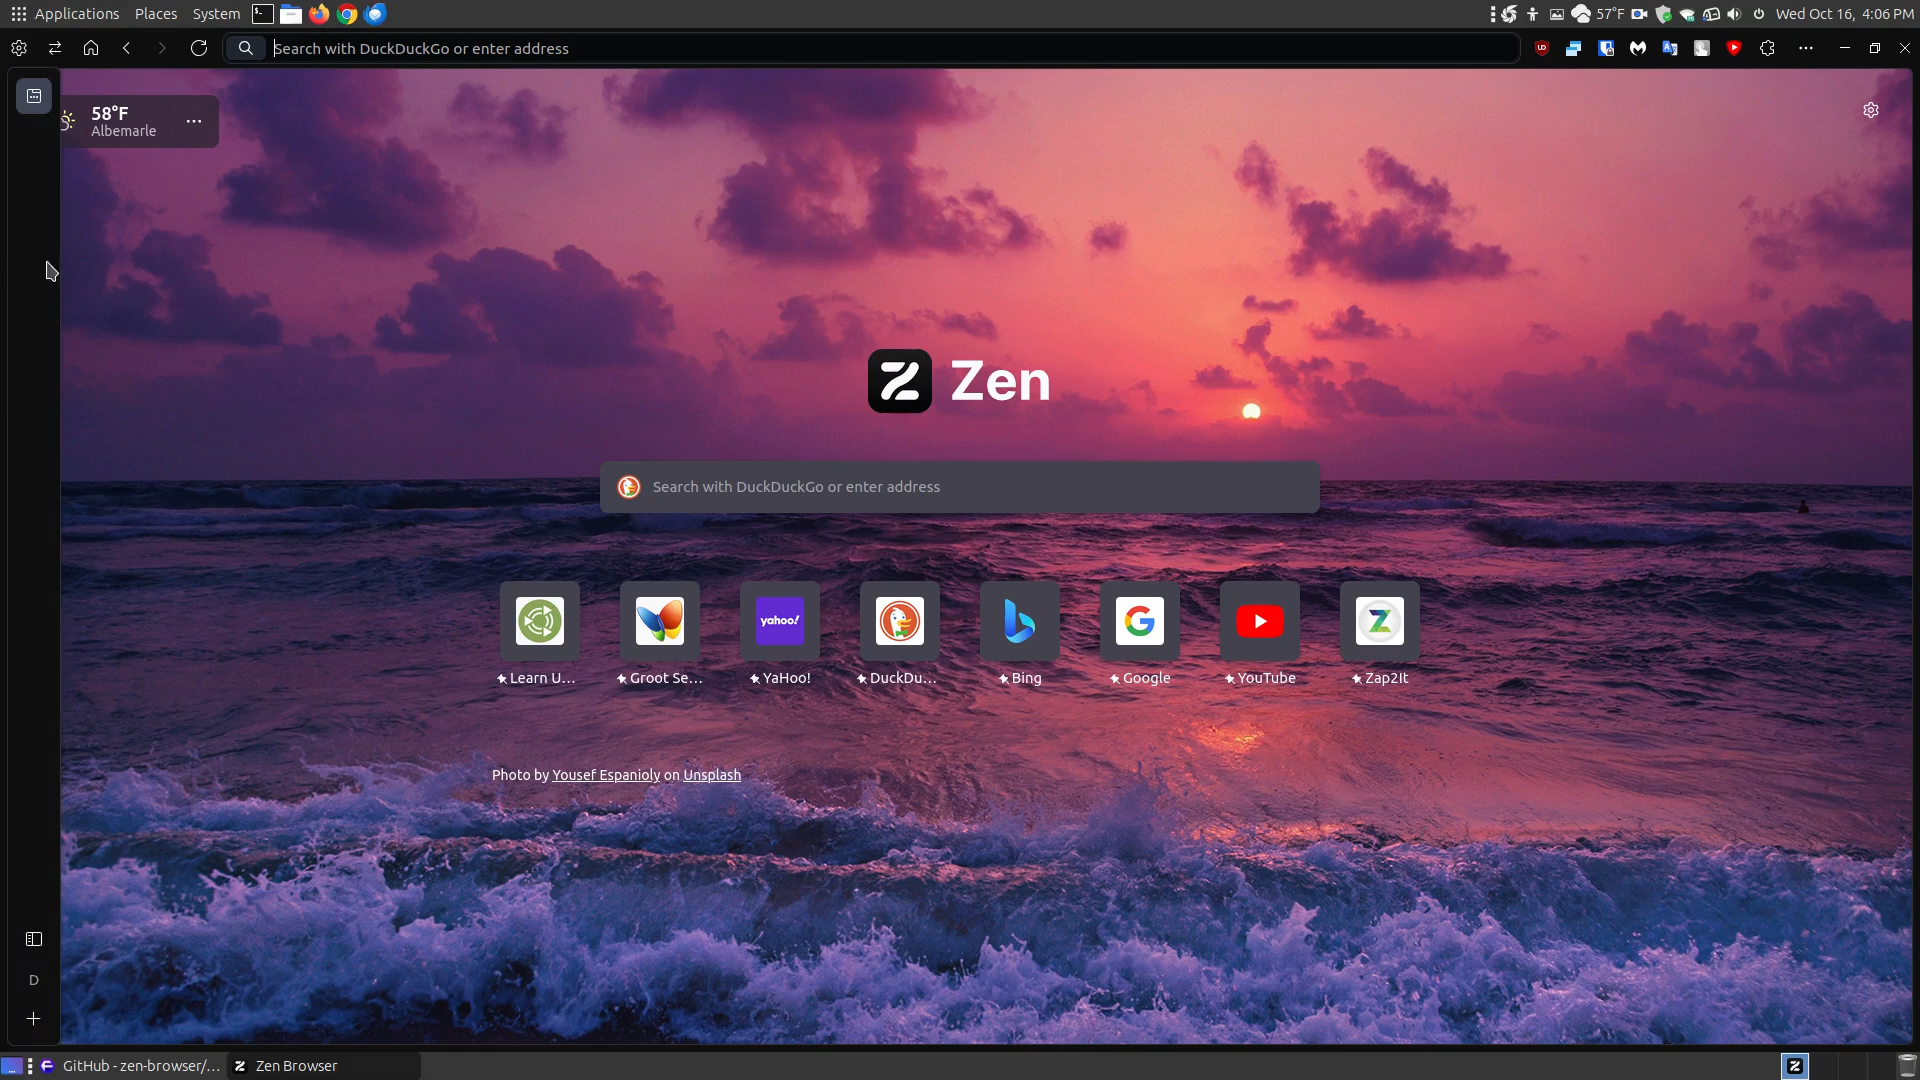 Applications Places System 57°F Wed Oct 16, 4:06 PM
Search with DuckDuckGo or enter address
58°F
Albemarle
Zen
Search with DuckDuckGo or enter address
yahoo!
Learn U... Groot Se... YaHoo! DuckDu... Bing Google YouTube Zap2It
Photo by Yousef Espanioly on Unsplash
D
GitHub - zen-browser/... Zen Browser